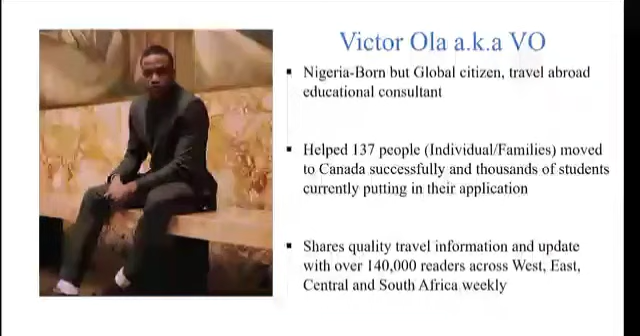 Victor Ola a.k.a VO
▪ Nigeria-Born but Global citizen, travel abroad
educational consultant
▪ Helped 137 people (Individual/Families) moved
to Canada successfully and thousands of students
currently putting in their application
▪ Shares quality travel information and update
with over 140,000 readers across West, East,
Central and South Africa weekly